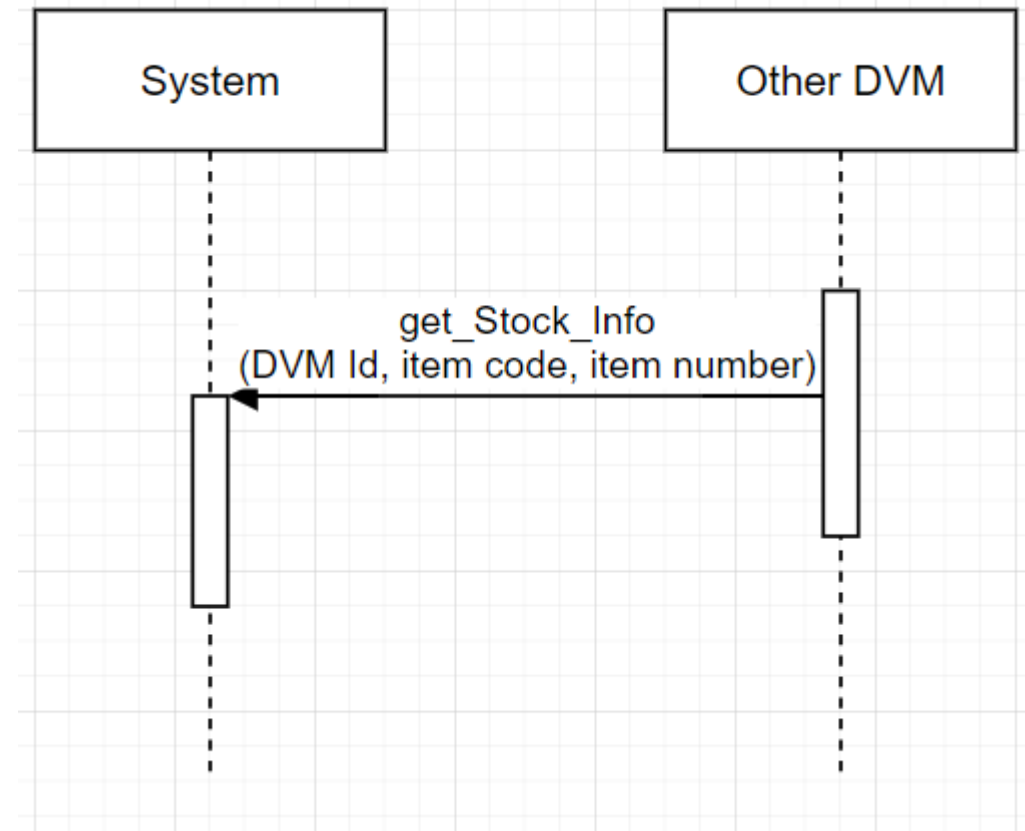 System
Other DVM
get_Stock_Info
(DVM Id, item code, item number)